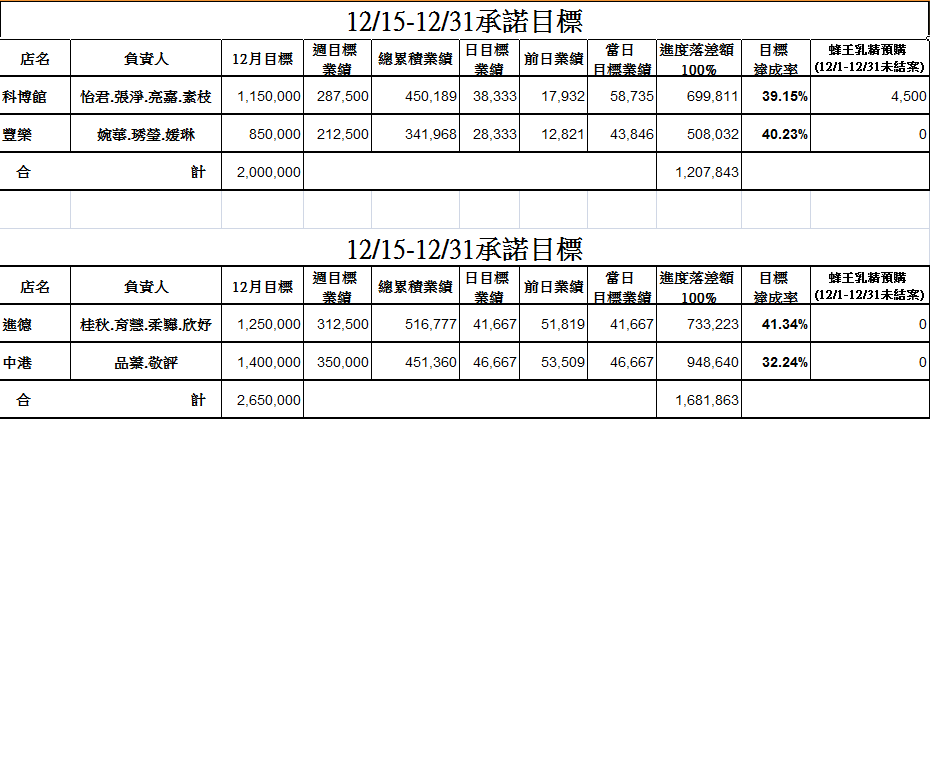 12/15-12/31承諾目標
店名 負責人 12月目標 週目標業績 總累積業績 日目標業績 前日業績 當日目標業績 進度落差額100% 目標達成率 蜂王乳精預購(12/1-12/31未結案)
科博館 怡君.張淨.亮嘉.素枝 1,150,000 287,500 450,189 38,333 17,932 58,735 699,811 39.15% 4,500
豐樂 婉華.琇瑩.媛琳 850,000 212,500 341,968 28,333 12,821 43,846 508,032 40.23% 0
合 計 2,000,000 1,207,843
12/15-12/31承諾目標
店名 負責人 12月目標 週目標業績 總累積業績 日目標業績 前日業績 當日目標業績 進度落差額100% 目標達成率 蜂王乳精預購(12/1-12/31未結案)
進德 桂秋.育瑩.柔驊.欣妤 1,250,000 312,500 516,777 41,667 51,819 41,667 733,223 41.34% 0
中港 品蓁.敬評 1,400,000 350,000 451,360 46,667 53,509 46,667 948,640 32.24% 0
合 計 2,650,000 1,681,863